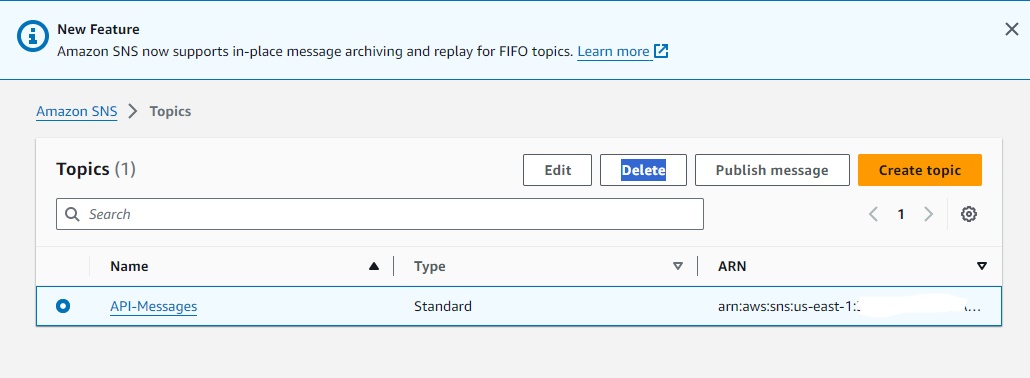 New Feature
Amazon SNS now supports in-place message archiving and replay for FIFO topics. Learn more
Amazon SNS > Topics
Topics (1)
Edit
Delete
Publish message
Create topic
Search
1
Name
Type
ARN
API-Messages
Standard
arn:aws:sns:us-east-1: